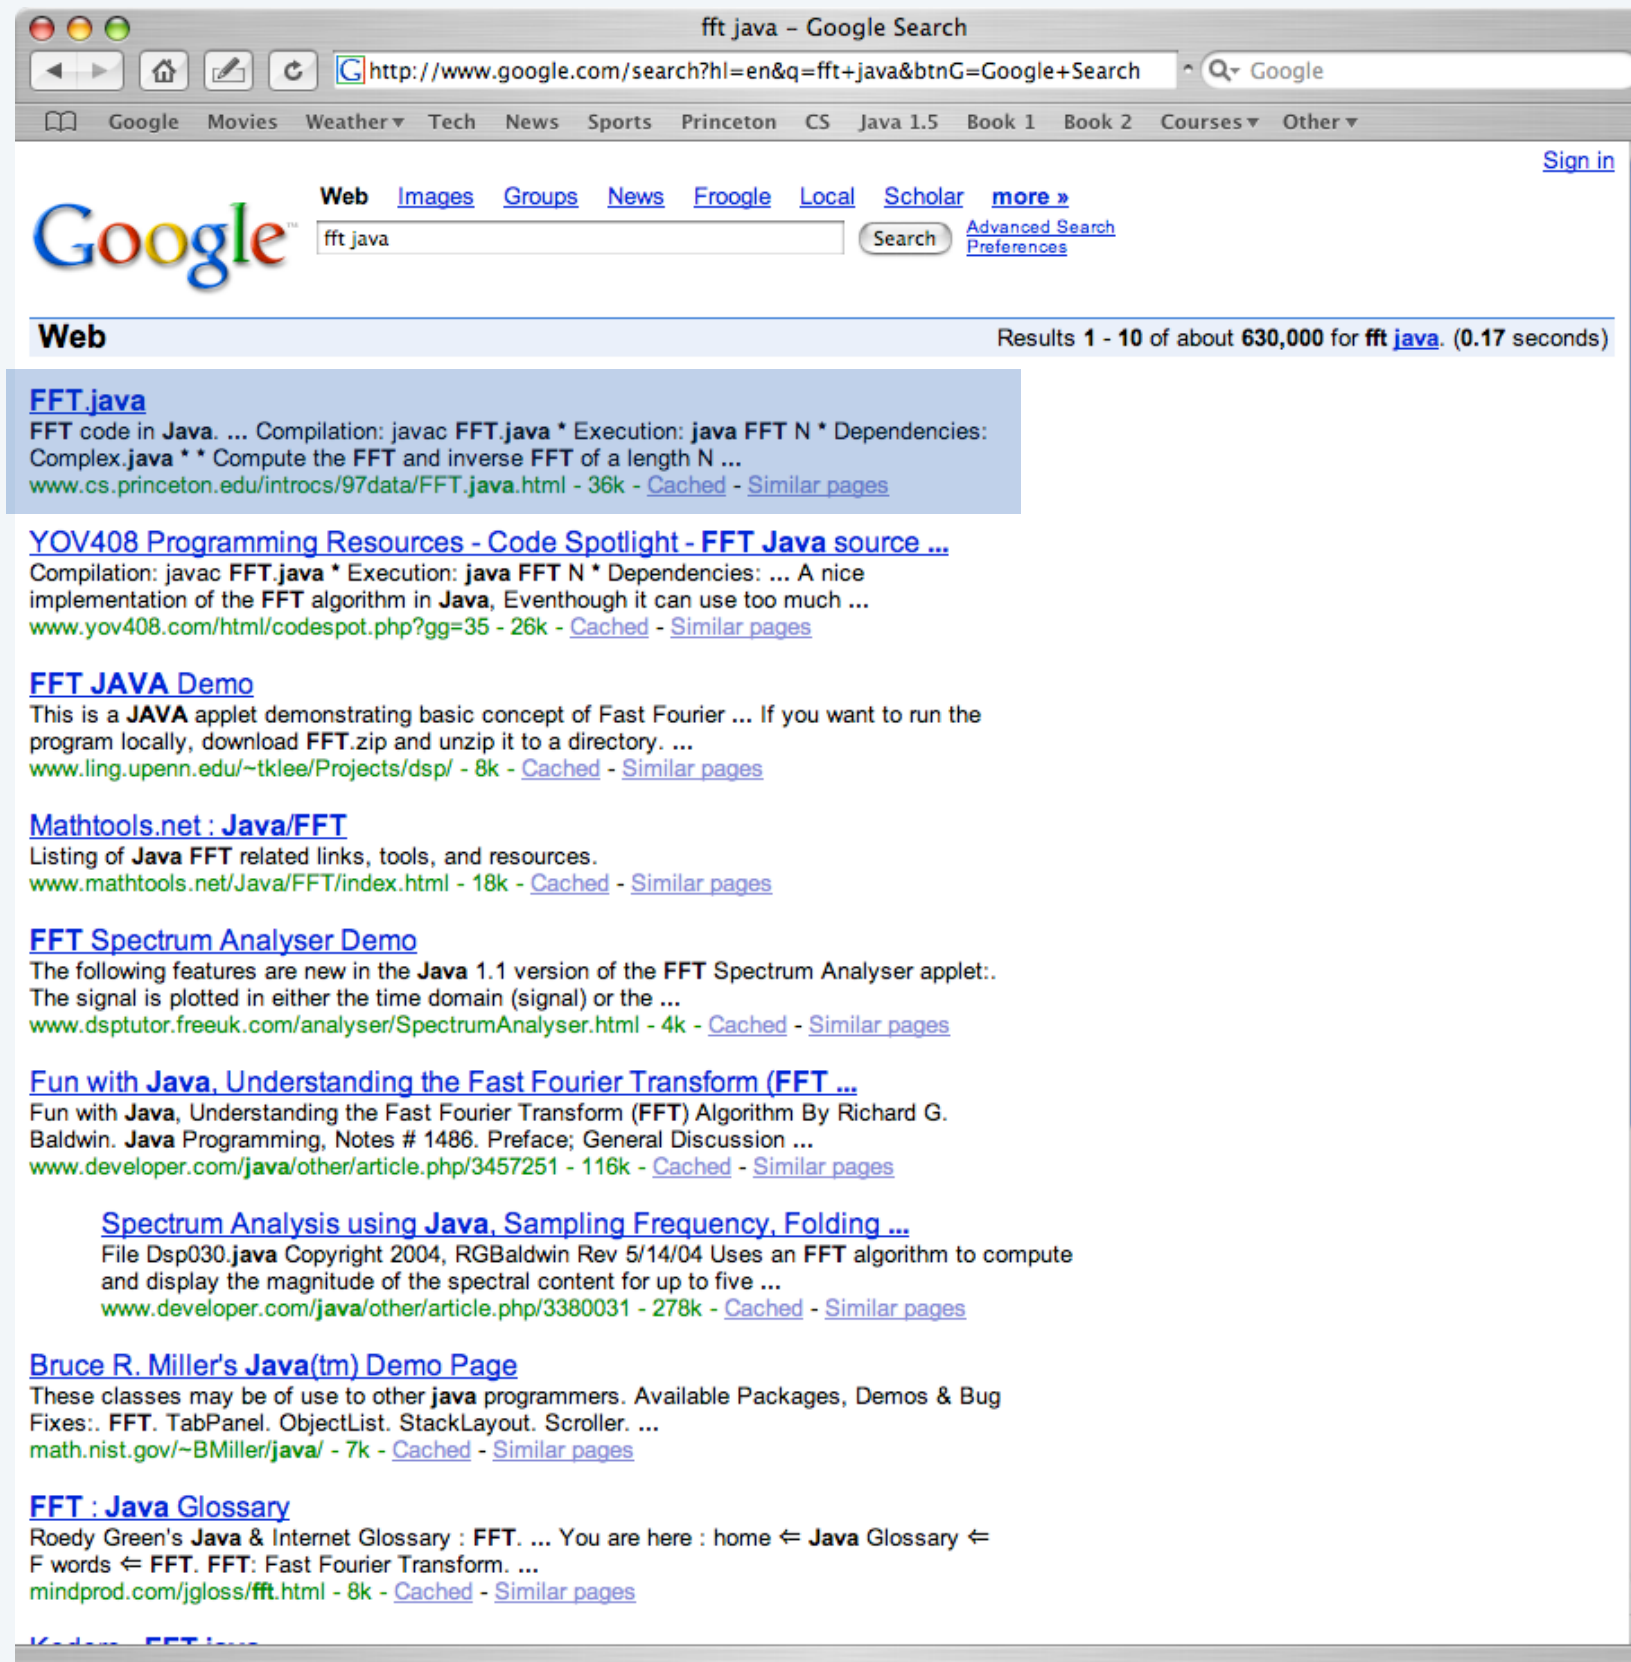 fft java – Google Search
http://www.google.com/search?hl=en&q=fft+java&btnG=Google+Search Google
Google Movies Weather Tech News Sports Princeton CS Java 1.5 Book 1 Book 2 Courses Other
Sign in
Web Images Groups News Froogle Local Scholar more »
Google™ fft java Search Advanced Search
Preferences
Web Results 1 - 10 of about 630,000 for fft java. (0.17 seconds)
FFT.java
FFT code in Java. ... Compilation: javac FFT.java * Execution: java FFT N * Dependencies:
Complex.java * * Compute the FFT and inverse FFT of a length N ...
www.cs.princeton.edu/introcs/97data/FFT.java.html - 36k - Cached - Similar pages
YOV408 Programming Resources - Code Spotlight - FFT Java source ...
Compilation: javac FFT.java * Execution: java FFT N * Dependencies: ... A nice
implementation of the FFT algorithm in Java, Eventhough it can use too much ...
www.yov408.com/html/codespot.php?gg=35 - 26k - Cached - Similar pages
FFT JAVA Demo
This is a JAVA applet demonstrating basic concept of Fast Fourier ... If you want to run the
program locally, download FFT.zip and unzip it to a directory. ...
www.ling.upenn.edu/~tklee/Projects/dsp/ - 8k - Cached - Similar pages
Mathtools.net : Java/FFT
Listing of Java FFT related links, tools, and resources.
www.mathtools.net/Java/FFT/index.html - 18k - Cached - Similar pages
FFT Spectrum Analyser Demo
The following features are new in the Java 1.1 version of the FFT Spectrum Analyser applet:.
The signal is plotted in either the time domain (signal) or the ...
www.dsptutor.freeuk.com/analyser/SpectrumAnalyser.html - 4k - Cached - Similar pages
Fun with Java, Understanding the Fast Fourier Transform (FFT ...
Fun with Java, Understanding the Fast Fourier Transform (FFT) Algorithm By Richard G.
Baldwin. Java Programming, Notes # 1486. Preface; General Discussion ...
www.developer.com/java/other/article.php/3457251 - 116k - Cached - Similar pages
Spectrum Analysis using Java, Sampling Frequency, Folding ...
File Dsp030.java Copyright 2004, RGBaldwin Rev 5/14/04 Uses an FFT algorithm to compute
and display the magnitude of the spectral content for up to five ...
www.developer.com/java/other/article.php/3380031 - 278k - Cached - Similar pages
Bruce R. Miller's Java(tm) Demo Page
These classes may be of use to other java programmers. Available Packages, Demos & Bug
Fixes:. FFT. TabPanel. ObjectList. StackLayout. Scroller. ...
math.nist.gov/~BMiller/java/ - 7k - Cached - Similar pages
FFT : Java Glossary
Roedy Green's Java & Internet Glossary : FFT. ... You are here : home ⇐ Java Glossary ⇐
F words ⇐ FFT. FFT: Fast Fourier Transform. ...
mindprod.com/jgloss/fft.html - 8k - Cached - Similar pages